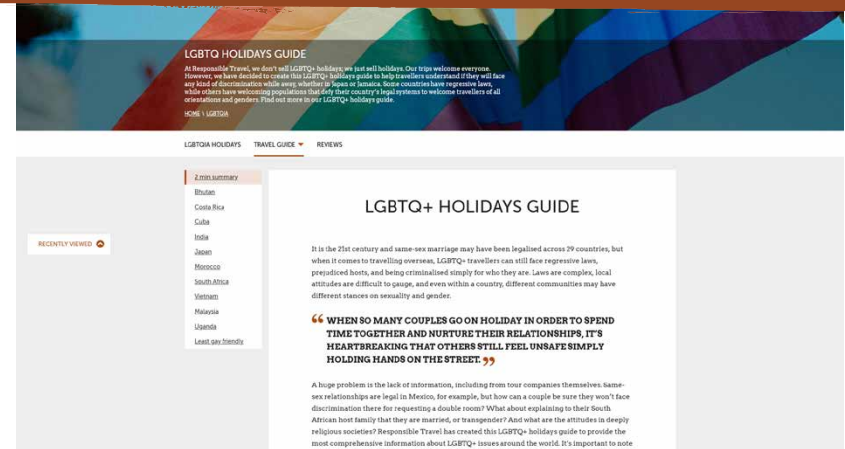 LGBTQ HOLIDAYS GUIDE
At Responsible Travel, we don't sell LGBTQ+ holidays; we just sell holidays. Our trips welcome everyone.
However, we have decided to create this LGBTQ+ holidays guide to help travellers understand if they will face
any kind of discrimination while away, whether in Japan or Jamaica. Some countries have regressive laws,
while others have welcoming populations that defy their country's legal systems to welcome travellers of all
orientations and genders. Find out more in our LGBTQ+ holidays guide.
HOME \ LGBTQIA
LGBTQIA HOLIDAYS TRAVEL GUIDE REVIEWS
2 min summary
Bhutan
Costa Rica
Cuba
India
Japan
Morocco
South Africa
Vietnam
Malaysia
Uganda
Least gay friendly
RECENTLY VIEWED
LGBTQ+ HOLIDAYS GUIDE
It is the 21st century and same-sex marriage may have been legalised across 29 countries, but
when it comes to travelling overseas, LGBTQ+ travellers can still face regressive laws,
prejudiced hosts, and being criminalised simply for who they are. Laws are complex, local
attitudes are difficult to gauge, and even within a country, different communities may have
different stances on sexuality and gender.
“ WHEN SO MANY COUPLES GO ON HOLIDAY IN ORDER TO SPEND
TIME TOGETHER AND NURTURE THEIR RELATIONSHIPS, IT'S
HEARTBREAKING THAT OTHERS STILL FEEL UNSAFE SIMPLY
HOLDING HANDS ON THE STREET. ”
A huge problem is the lack of information, including from tour companies themselves. Same-
sex relationships are legal in Mexico, for example, but how can a couple be sure they won't face
discrimination there for requesting a double room? What about explaining to their South
African host family that they are married, or transgender? And what are the attitudes in deeply
religious societies? Responsible Travel has created this LGBTQ+ holidays guide to provide the
most comprehensive information about LGBTQ+ issues around the world. It's important to note